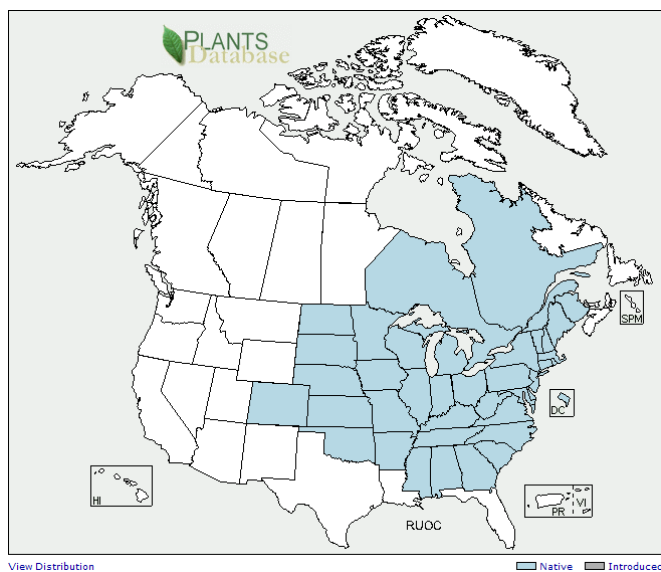 PLANTS
Database
SPM
DC
HI
PR
VI
RUOC
View Distribution
Native
Introduced